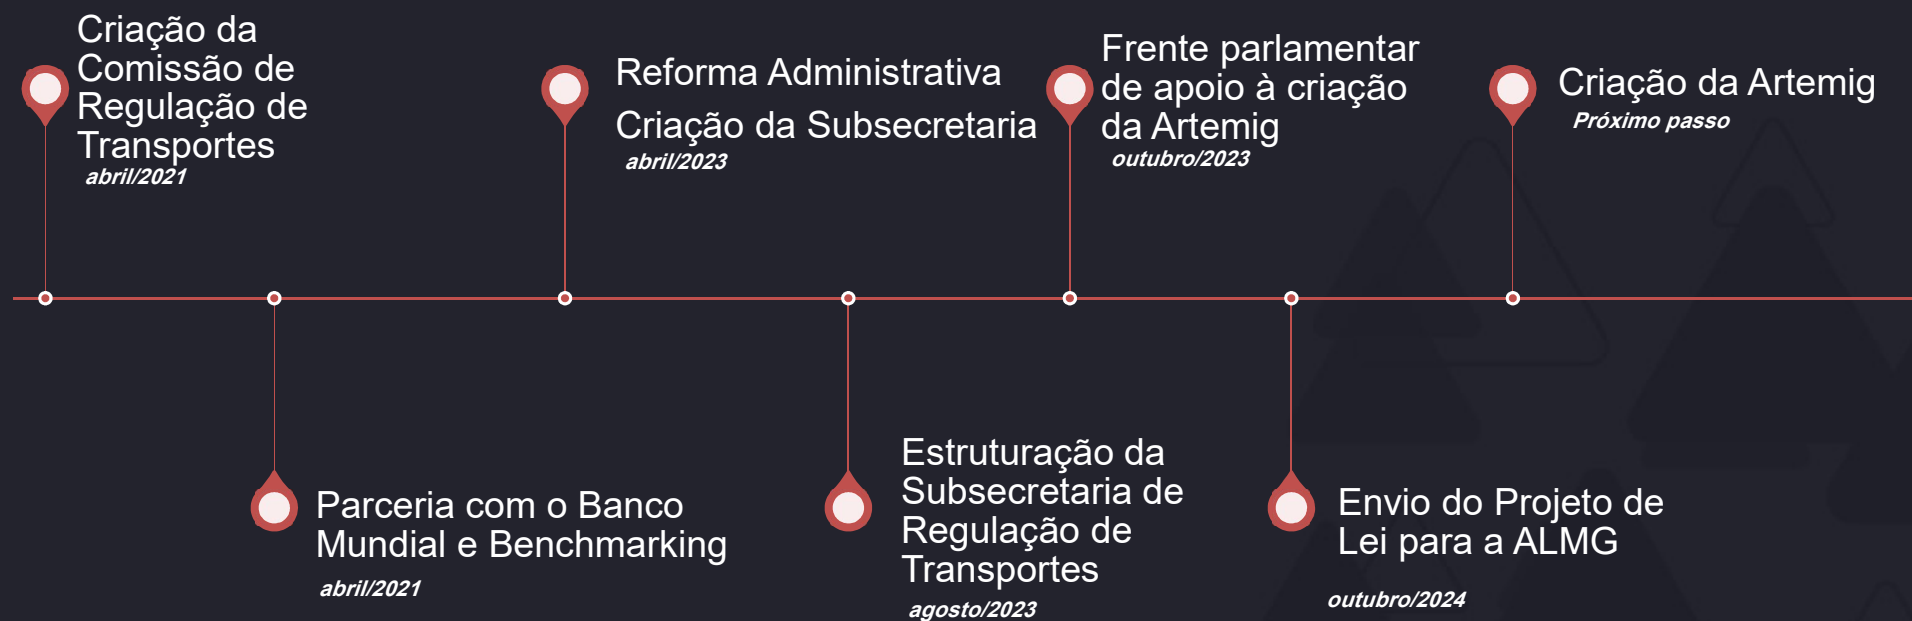 Criação da
Comissão de
Regulação de
Transportes
abril/2021
Parceria com o Banco
Mundial e Benchmarking
abril/2021
Reforma Administrativa
Criação da Subsecretaria
abril/2023
Estruturação da
Subsecretaria de
Regulação de
Transportes
agosto/2023
Frente parlamentar
de apoio à criação
da Artemig
outubro/2023
Envio do Projeto de
Lei para a ALMG
outubro/2024
Criação da Artemig
Próximo passo